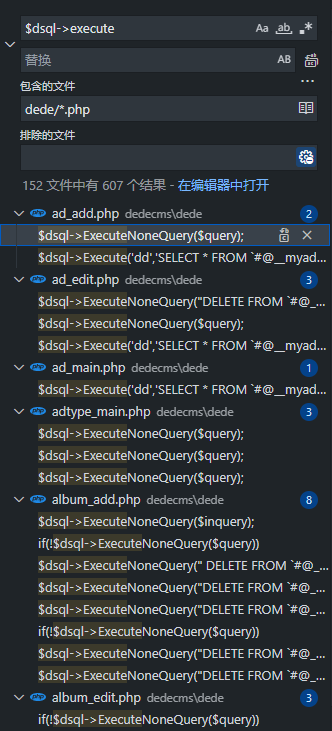 $dsql->execute
Aa ab .*
替换 AB
...
包含的文件
dede/*.php
排除的文件
152 文件中有 607 个结果 - 在编辑器中打开
php ad_add.php dedecms\dede 2
$dsql->ExecuteNoneQuery($query);
$dsql->Execute('dd','SELECT * FROM `#@__myad...
php ad_edit.php dedecms\dede 3
$dsql->ExecuteNoneQuery("DELETE FROM `#@_...
$dsql->ExecuteNoneQuery($query);
$dsql->Execute('dd','SELECT * FROM `#@__myad...
php ad_main.php dedecms\dede 1
$dsql->Execute('dd','SELECT * FROM `#@__myad...
php adtype_main.php dedecms\dede 3
$dsql->ExecuteNoneQuery($query);
$dsql->ExecuteNoneQuery($query);
$dsql->ExecuteNoneQuery($query);
php album_add.php dedecms\dede 8
$dsql->ExecuteNoneQuery($inquery);
if(!$dsql->ExecuteNoneQuery($query))
$dsql->ExecuteNoneQuery(" DELETE FROM `#@_...
$dsql->ExecuteNoneQuery("DELETE FROM `#@_...
$dsql->ExecuteNoneQuery("DELETE FROM `#@_...
if(!$dsql->ExecuteNoneQuery($query))
$dsql->ExecuteNoneQuery("DELETE FROM `#@_...
$dsql->ExecuteNoneQuery("DELETE FROM `#@_...
php album_edit.php dedecms\dede 3
if(!$dsql->ExecuteNoneQuery($query))